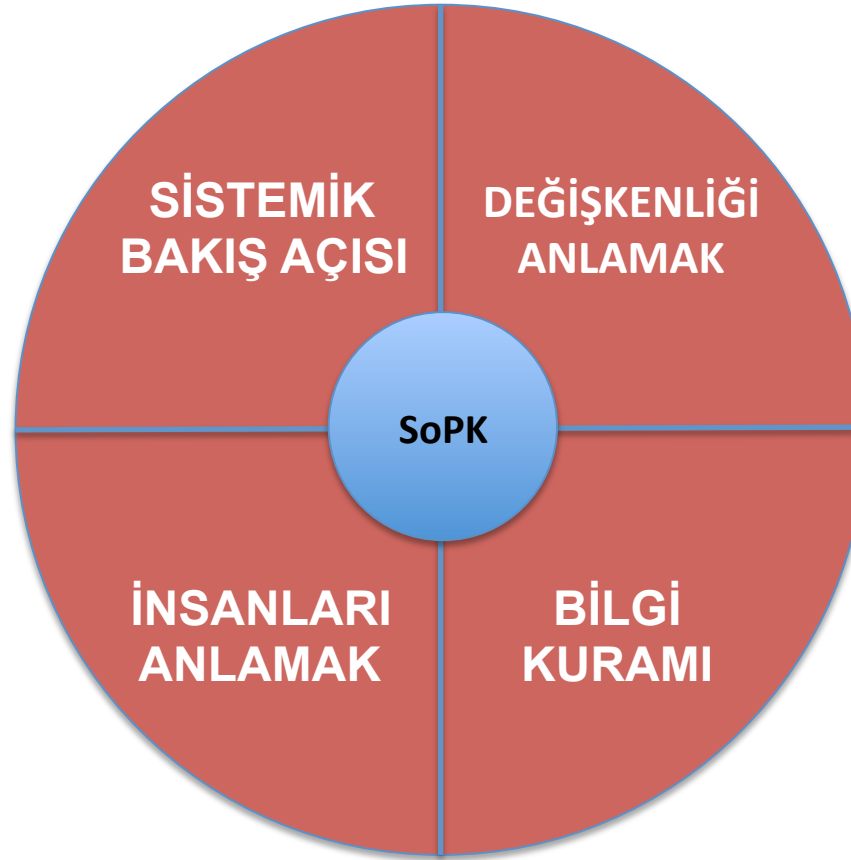 SİSTEMİK
BAKIŞ AÇISI
DEĞİŞKENLİĞİ
ANLAMAK
SoPK
İNSANLARI
ANLAMAK
BİLGİ
KURAMI